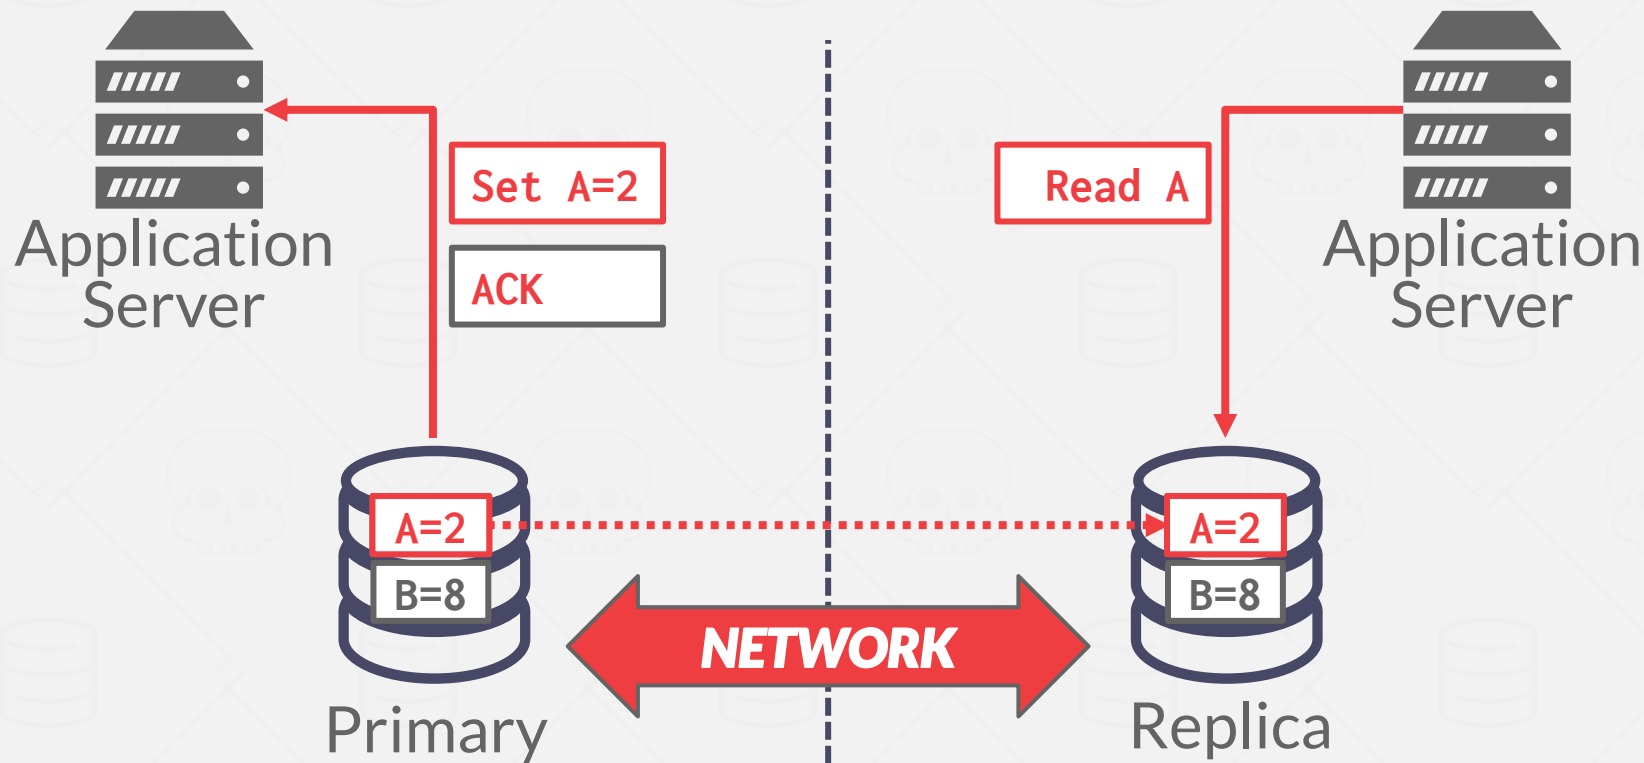 Set A=2
ACK
Application
Server
Read A
Application
Server
A=2
B=8
A=2
B=8
NETWORK
Primary
Replica